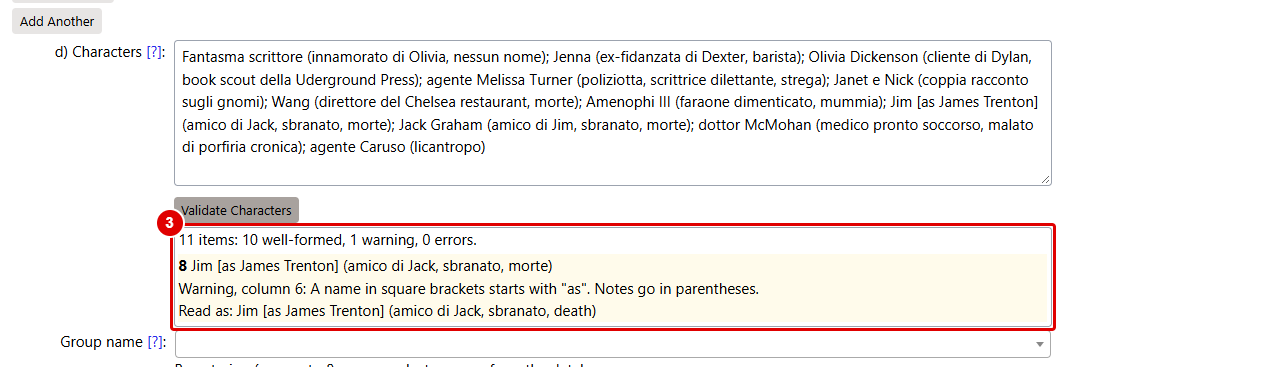 Add Another
d) Characters [?]:
Fantasma scrittore (innamorato di Olivia, nessun nome); Jenna (ex-fidanzata di Dexter, barista); Olivia Dickenson (cliente di Dylan,
book scout della Uderground Press); agente Melissa Turner (poliziotta, scrittrice dilettante, strega); Janet e Nick (coppia racconto
sugli gnomi); Wang (direttore del Chelsea restaurant, morte); Amenophi III (faraone dimenticato, mummia); Jim [as James Trenton]
(amico di Jack, sbranato, morte); Jack Graham (amico di Jim, sbranato, morte); dottor McMohan (medico pronto soccorso, malato
di porfiria cronica); agente Caruso (licantropo)
Validate Characters
3
11 items: 10 well-formed, 1 warning, 0 errors.
8 Jim [as James Trenton] (amico di Jack, sbranato, morte)
Warning, column 6: A name in square brackets starts with "as". Notes go in parentheses.
Read as: Jim [as James Trenton] (amico di Jack, sbranato, death)
Group name [?]: